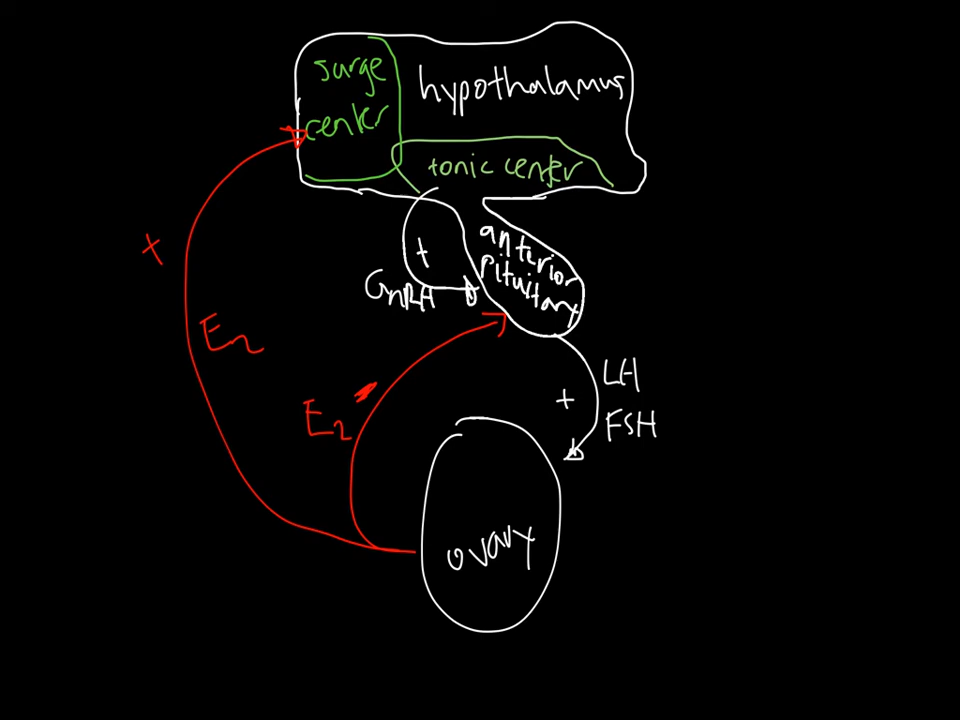 surge
center
hypothalamus
tonic center
anterior
pituitary
+
GnRH
+
E2
-
E2
+
LH
FSH
ovary